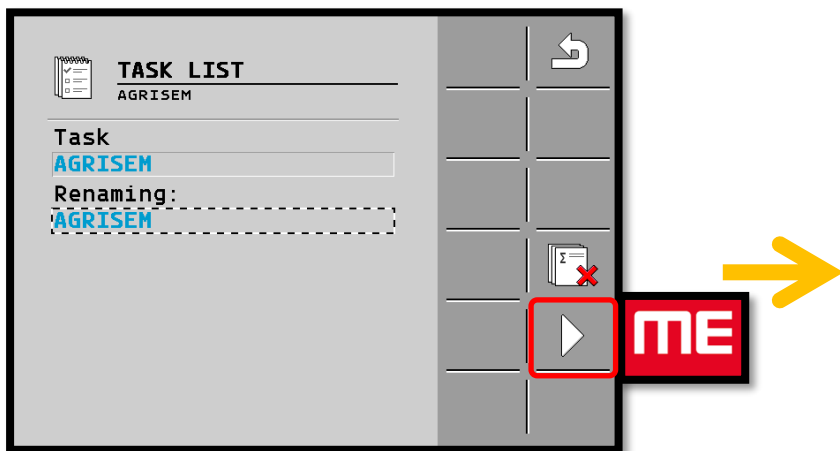 TASK LIST
AGRISEM
Task
AGRISEM
Renaming:
AGRISEM
Σ
ME